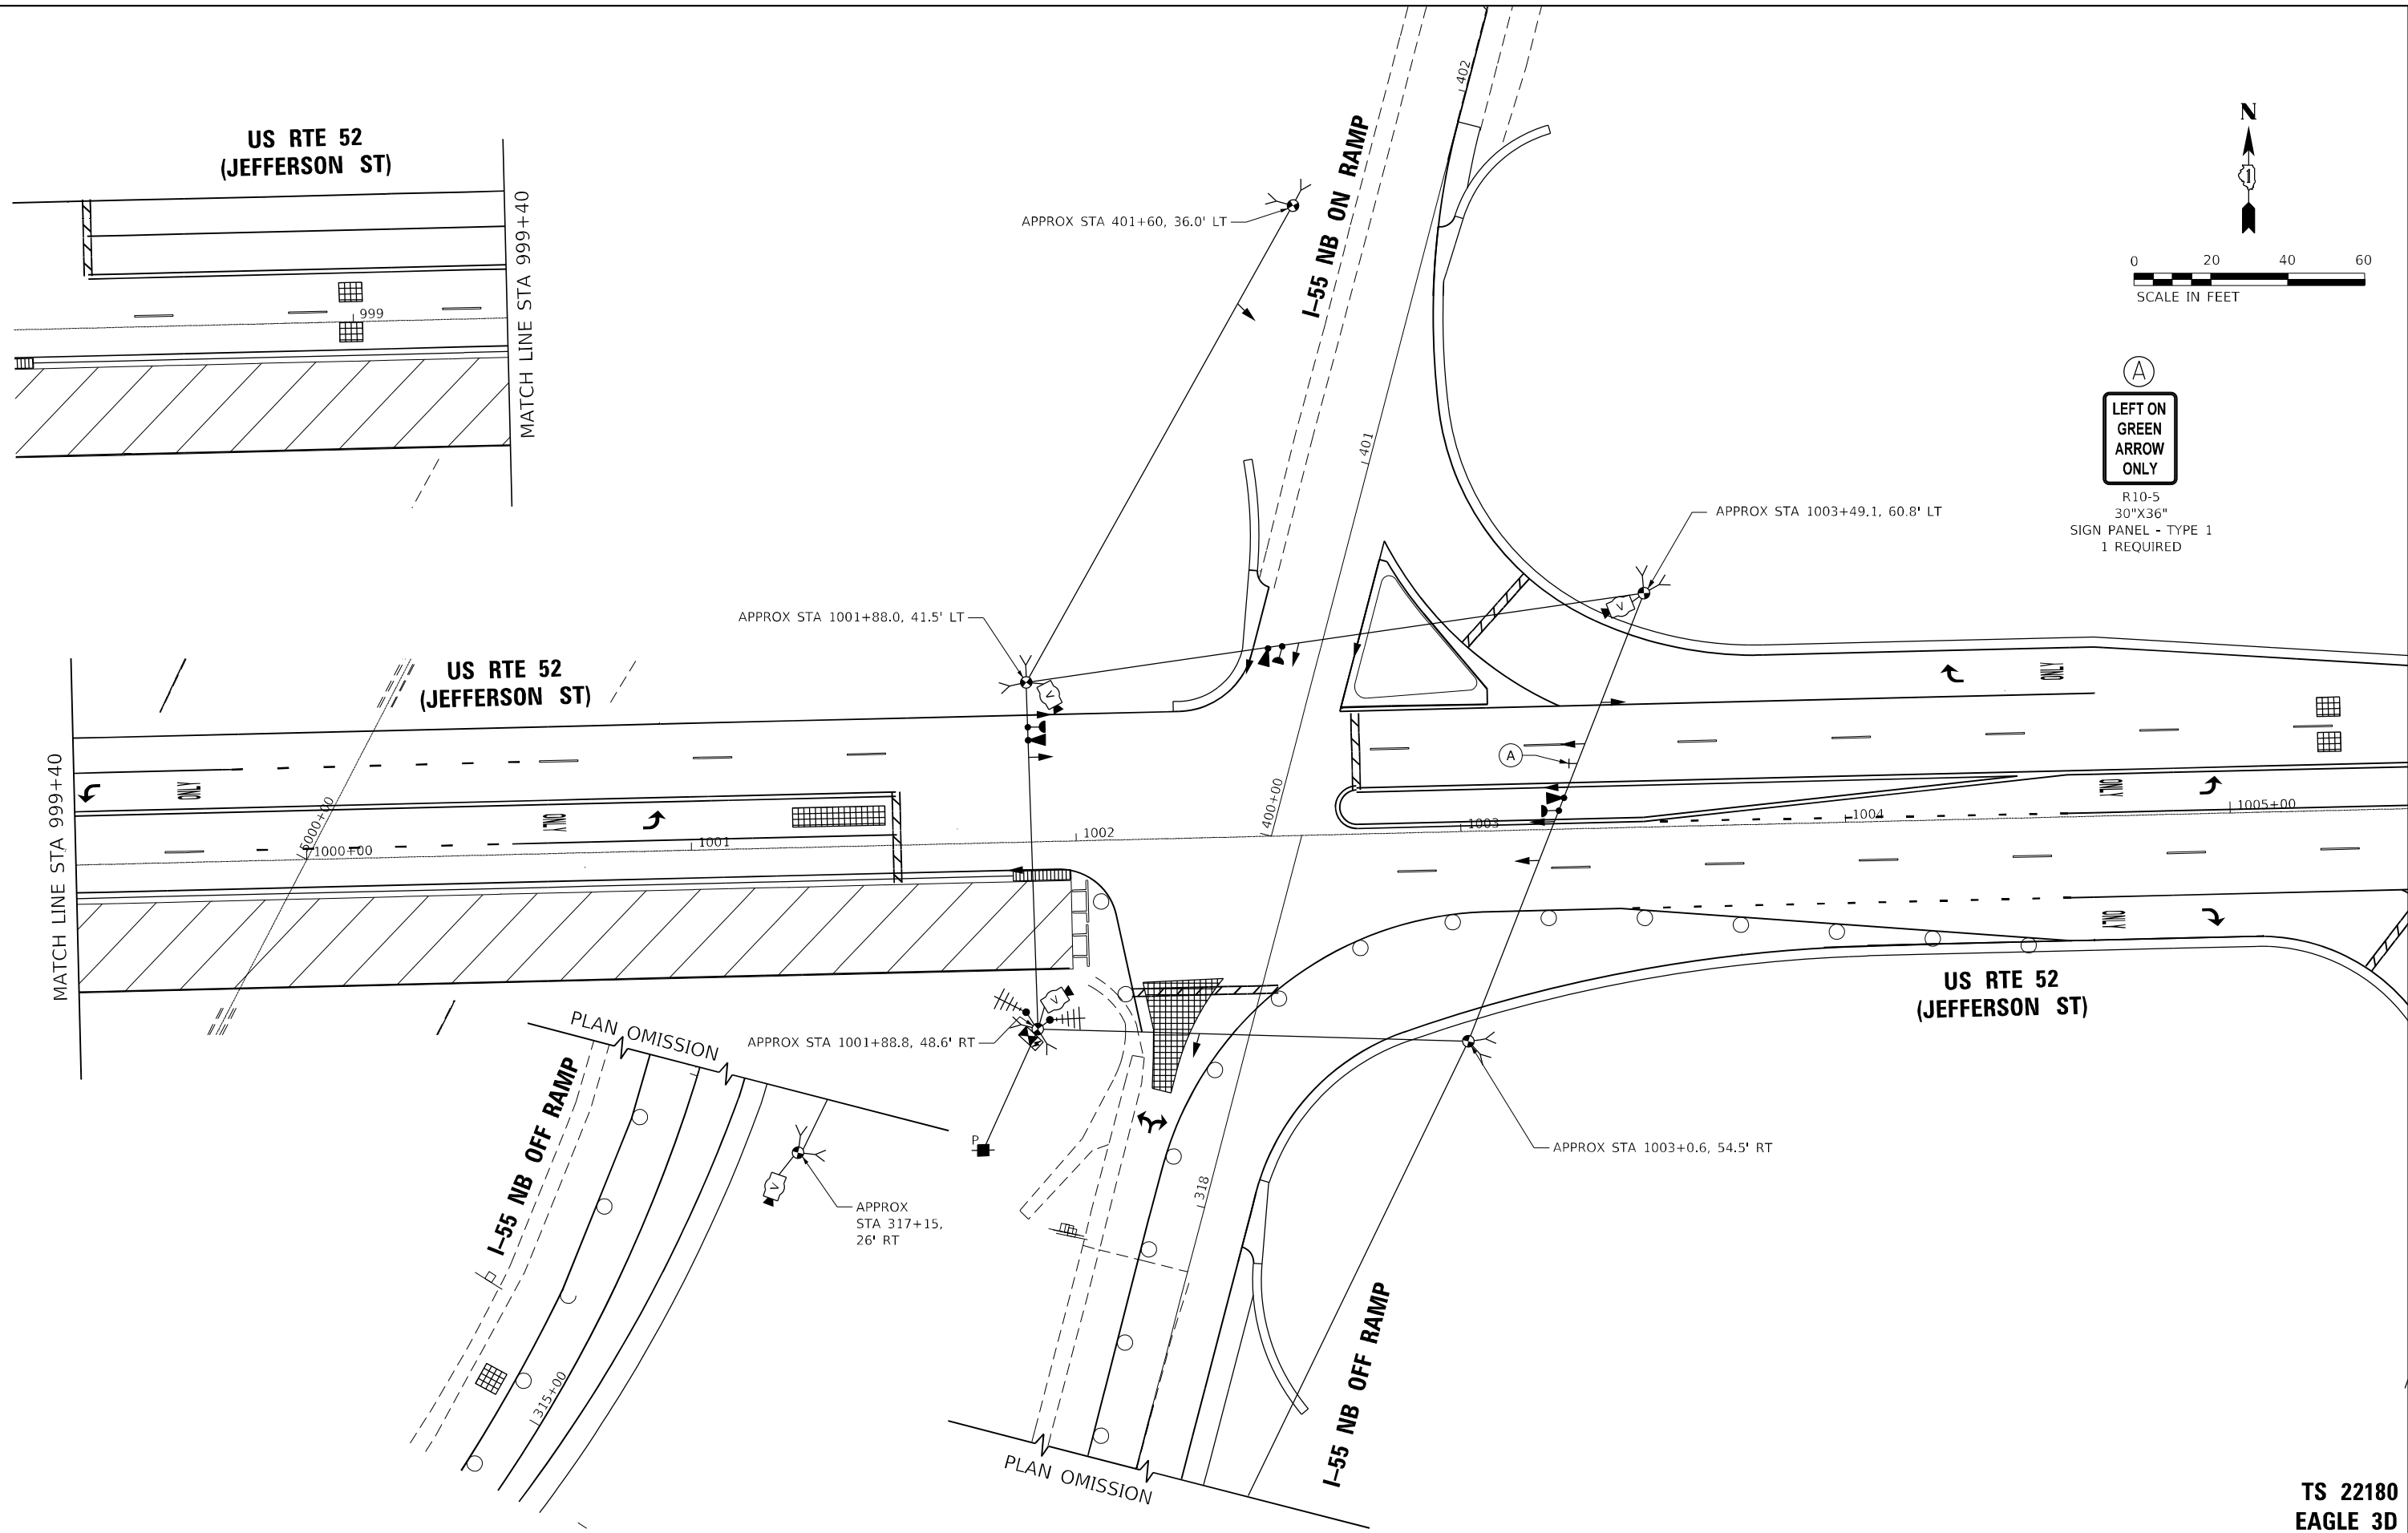 US RTE 52
(JEFFERSON ST)
MATCH LINE STA 999+40
999
402
I-55 NB ON RAMP
APPROX STA 401+60, 36.0' LT
401
N
1
0 20 40 60
SCALE IN FEET
A
LEFT ON
GREEN
ARROW
ONLY
R10-5
30"X36"
SIGN PANEL - TYPE 1
1 REQUIRED
APPROX STA 1003+49.1, 60.8' LT
V
APPROX STA 1001+88.0, 41.5' LT
V
US RTE 52
(JEFFERSON ST)
MATCH LINE STA 999+40
ONLY
ONLY
ONLY
ONLY
ONLY
A
5000+00
1000+00
1001
1002
400+00
1003
1004
1005+00
US RTE 52
(JEFFERSON ST)
V
APPROX STA 1001+88.8, 48.6' RT
PLAN OMISSION
I-55 NB OFF RAMP
P
V
APPROX
STA 317+15,
26' RT
318
APPROX STA 1003+0.6, 54.5' RT
315+00
I-55 NB OFF RAMP
PLAN OMISSION
TS 22180
EAGLE 3D